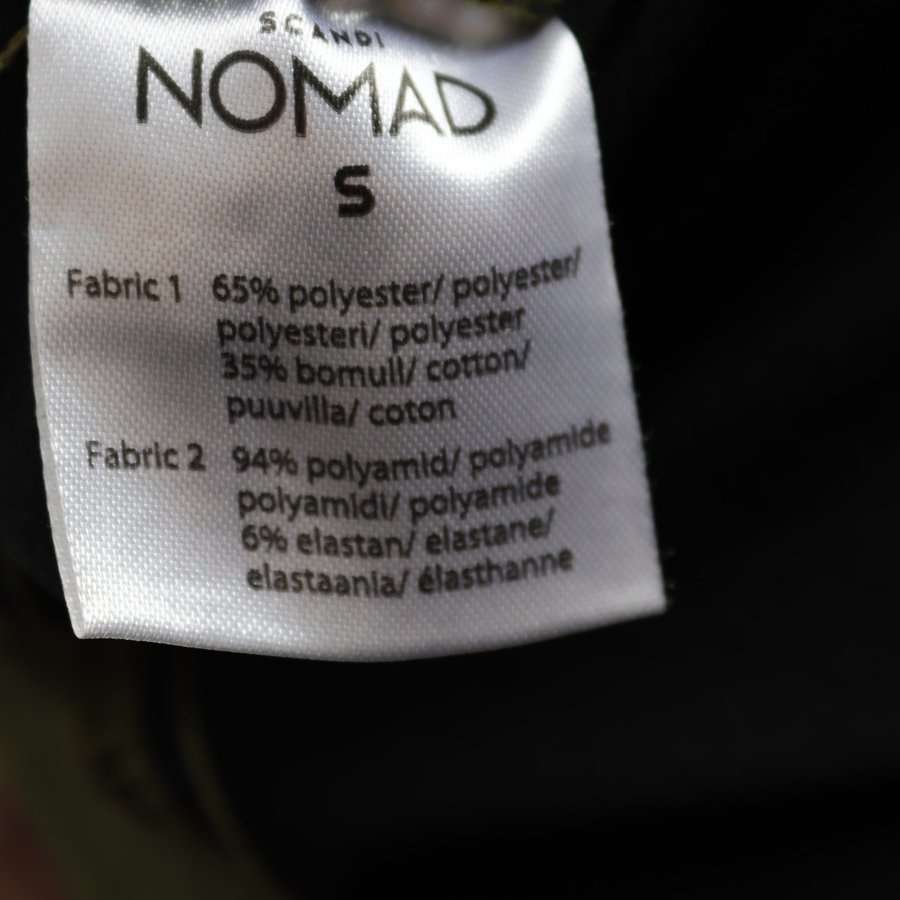 SCANDI
NOMAD
S
Fabric 1 65% polyester/ polyester/
polyesteri/ polyester
35% bomull/ cotton/
puuvilla/ coton
Fabric 2 94% polyamid/ polyamide
polyamidi/ polyamide
6% elastan/ elastane/
elastaania/ élasthanne